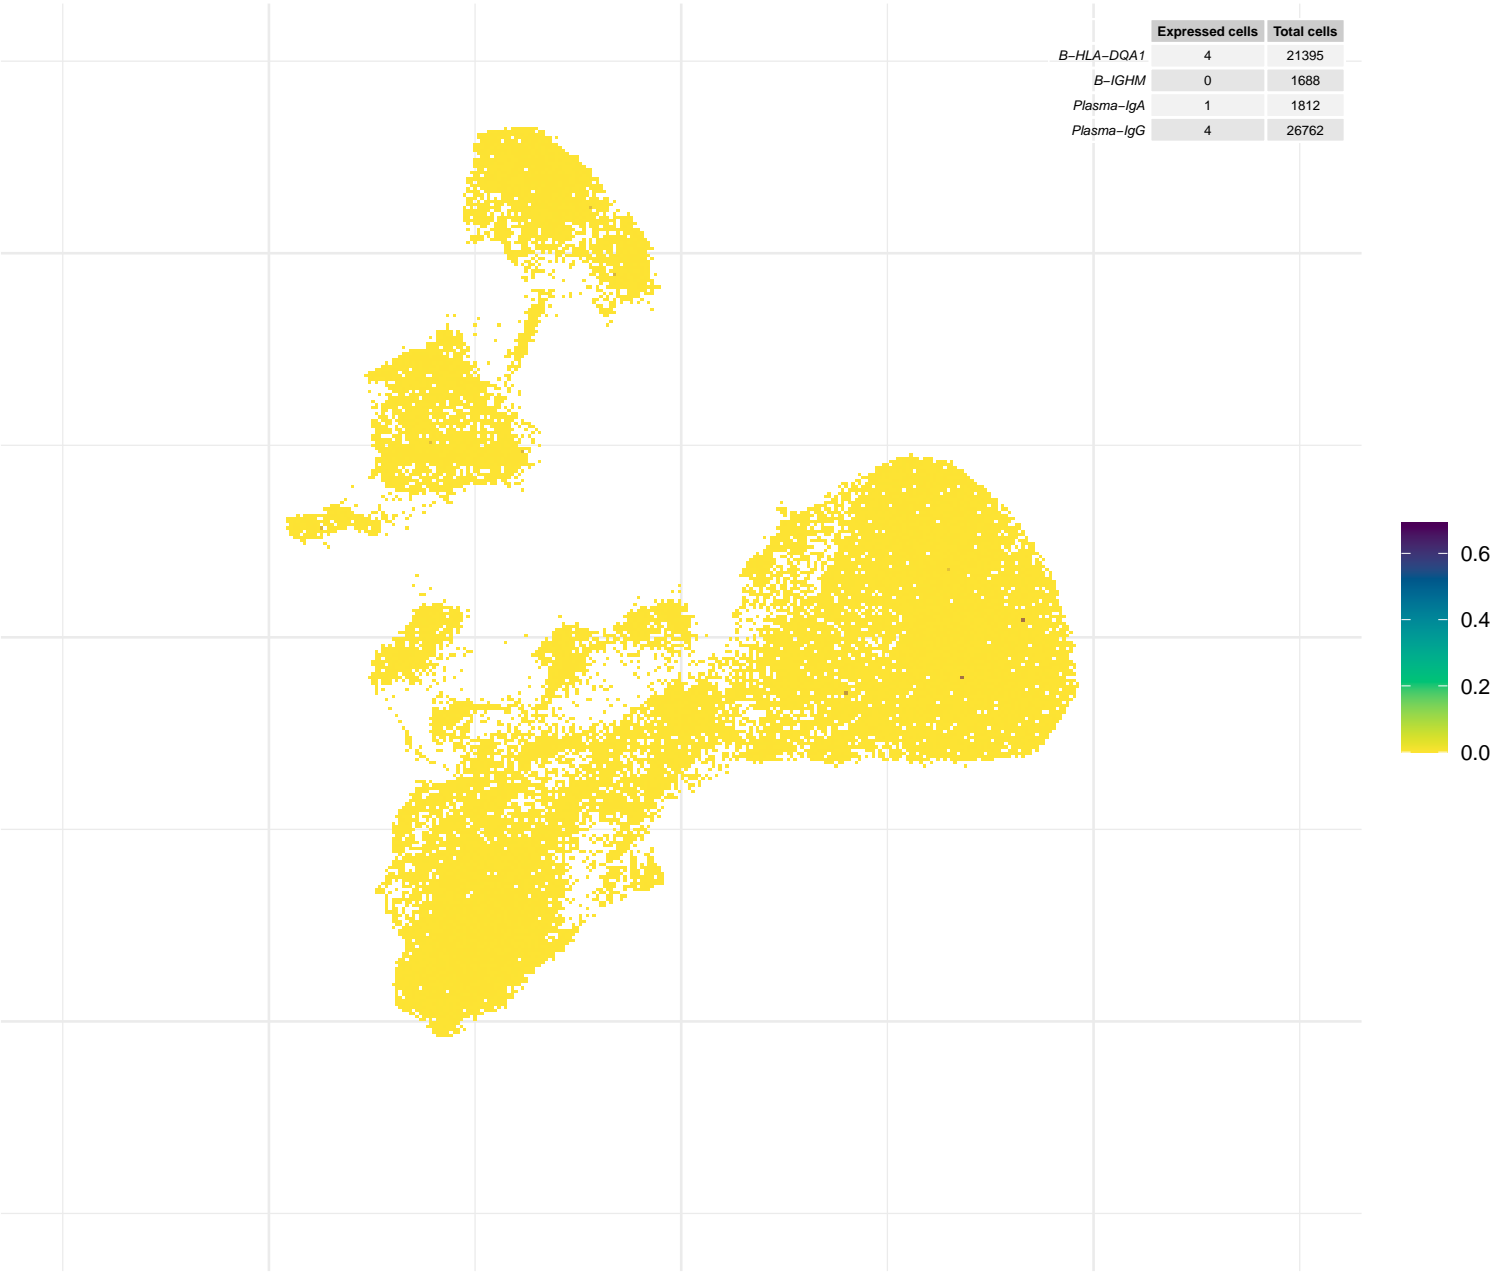 Expressed cells Total cells
B−HLA−DQA1 4 21395
B−IGHM 0 1688
Plasma−IgA 1 1812
Plasma−IgG 4 26762
0.6
0.4
0.2
0.0